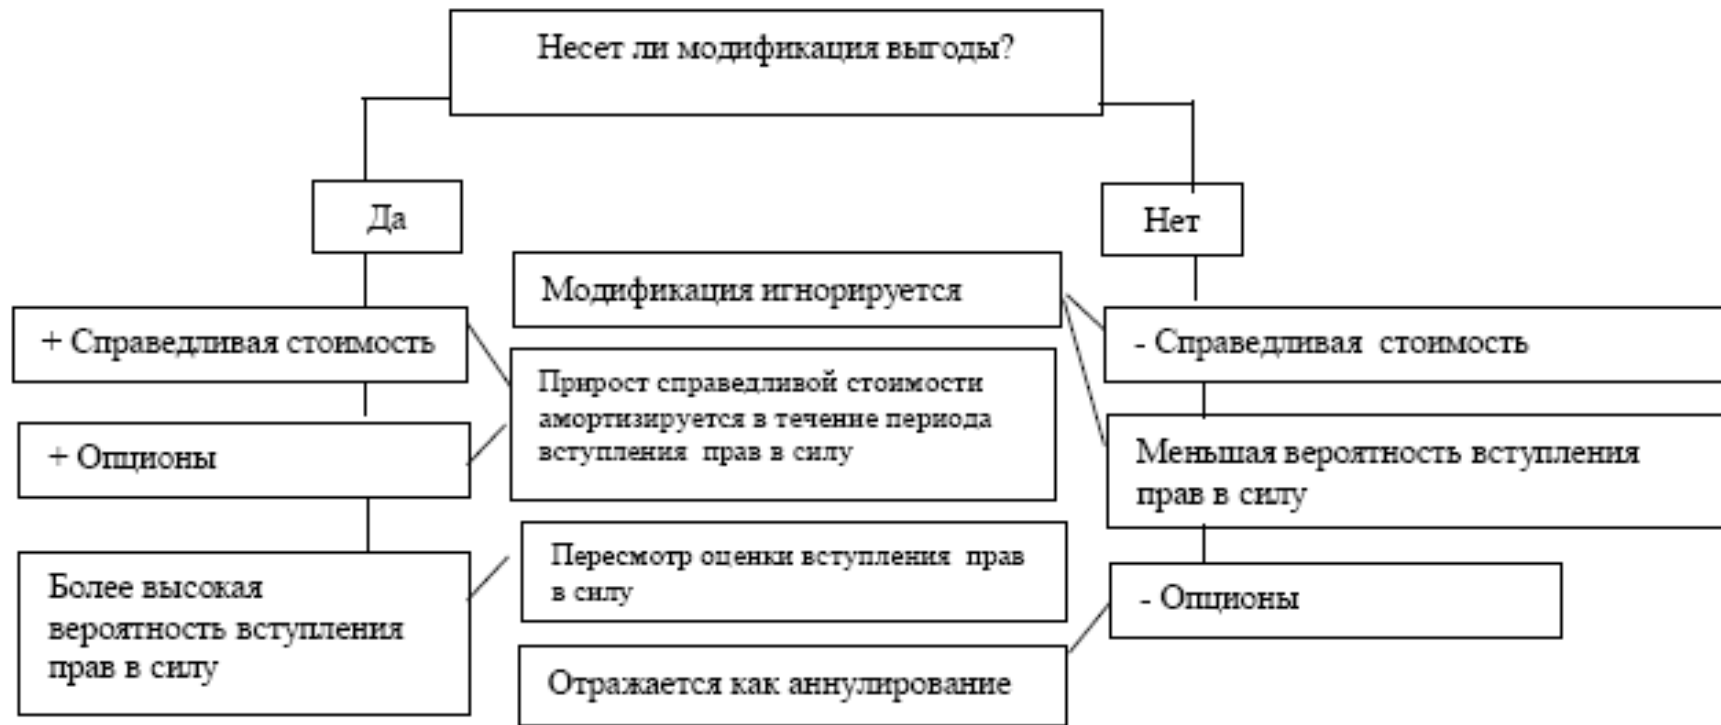 Несет ли модификация выгоды?
Да
Нет
Модификация игнорируется
+ Справедливая стоимость
- Справедливая стоимость
Прирост справедливой стоимости
амортизируется в течение периода
вступления прав в силу
+ Опционы
Меньшая вероятность вступления
прав в силу
Пересмотр оценки вступления прав
в силу
Более высокая
вероятность вступления
прав в силу
- Опционы
Отражается как аннулирование